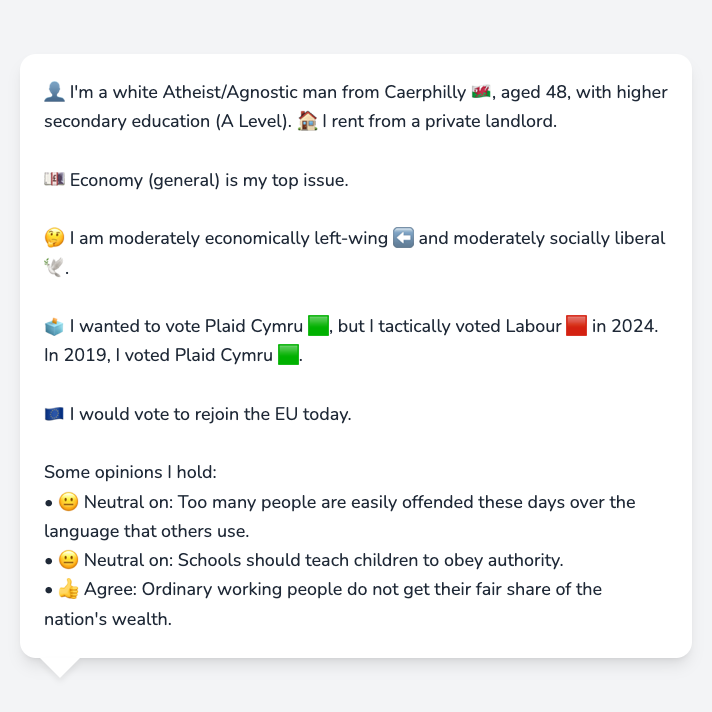 👤 I'm a white Atheist/Agnostic man from Caerphilly 🏴󠁧󠁢󠁷󠁬󠁳󠁿, aged 48, with higher
secondary education (A Level). 🏠 I rent from a private landlord.
💷 Economy (general) is my top issue.
🤔 I am moderately economically left-wing ⬅️ and moderately socially liberal
🕊️.
🗳️ I wanted to vote Plaid Cymru 🟩, but I tactically voted Labour 🟥 in 2024.
In 2019, I voted Plaid Cymru 🟩.
🇪🇺 I would vote to rejoin the EU today.
Some opinions I hold:
• 😐 Neutral on: Too many people are easily offended these days over the
language that others use.
• 😐 Neutral on: Schools should teach children to obey authority.
• 👍 Agree: Ordinary working people do not get their fair share of the
nation's wealth.